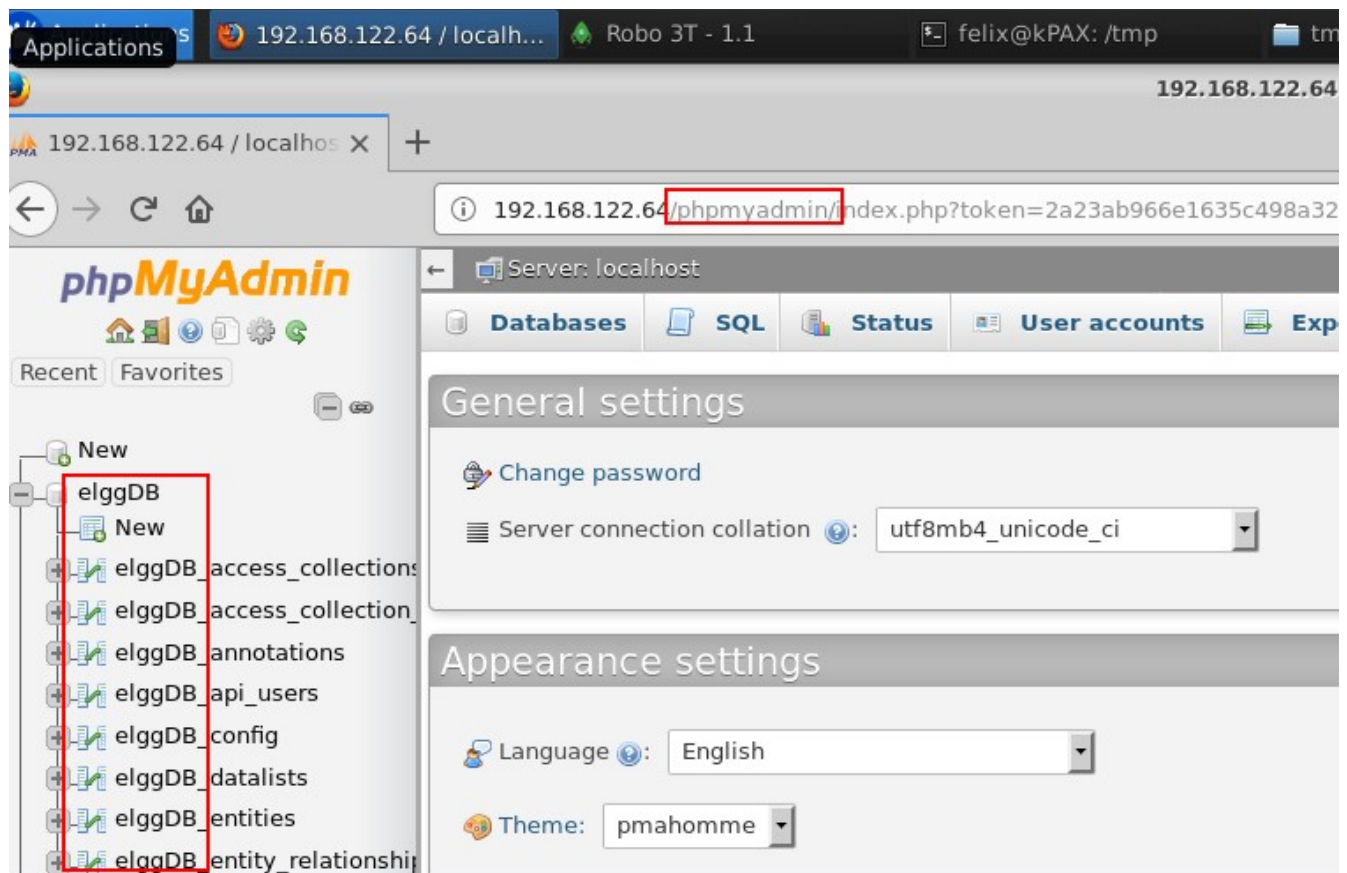 Applications
192.168.122.64 / localh...
Robo 3T - 1.1
felix@kPAX: /tmp
192.168.122.64
192.168.122.64 / localhos
192.168.122.64/phpmyadmin/index.php?token=2a23ab966e1635c498a32
phpMyAdmin
Recent Favorites
New
elggDB
New
elggDB_access_collections
elggDB_access_collection_
elggDB_annotations
elggDB_api_users
elggDB_config
elggDB_datalists
elggDB_entities
elggDB_entity_relationship
Server: localhost
Databases SQL Status User accounts
General settings
Change password
Server connection collation : utf8mb4_unicode_ci
Appearance settings
Language : English
Theme: pmahomme